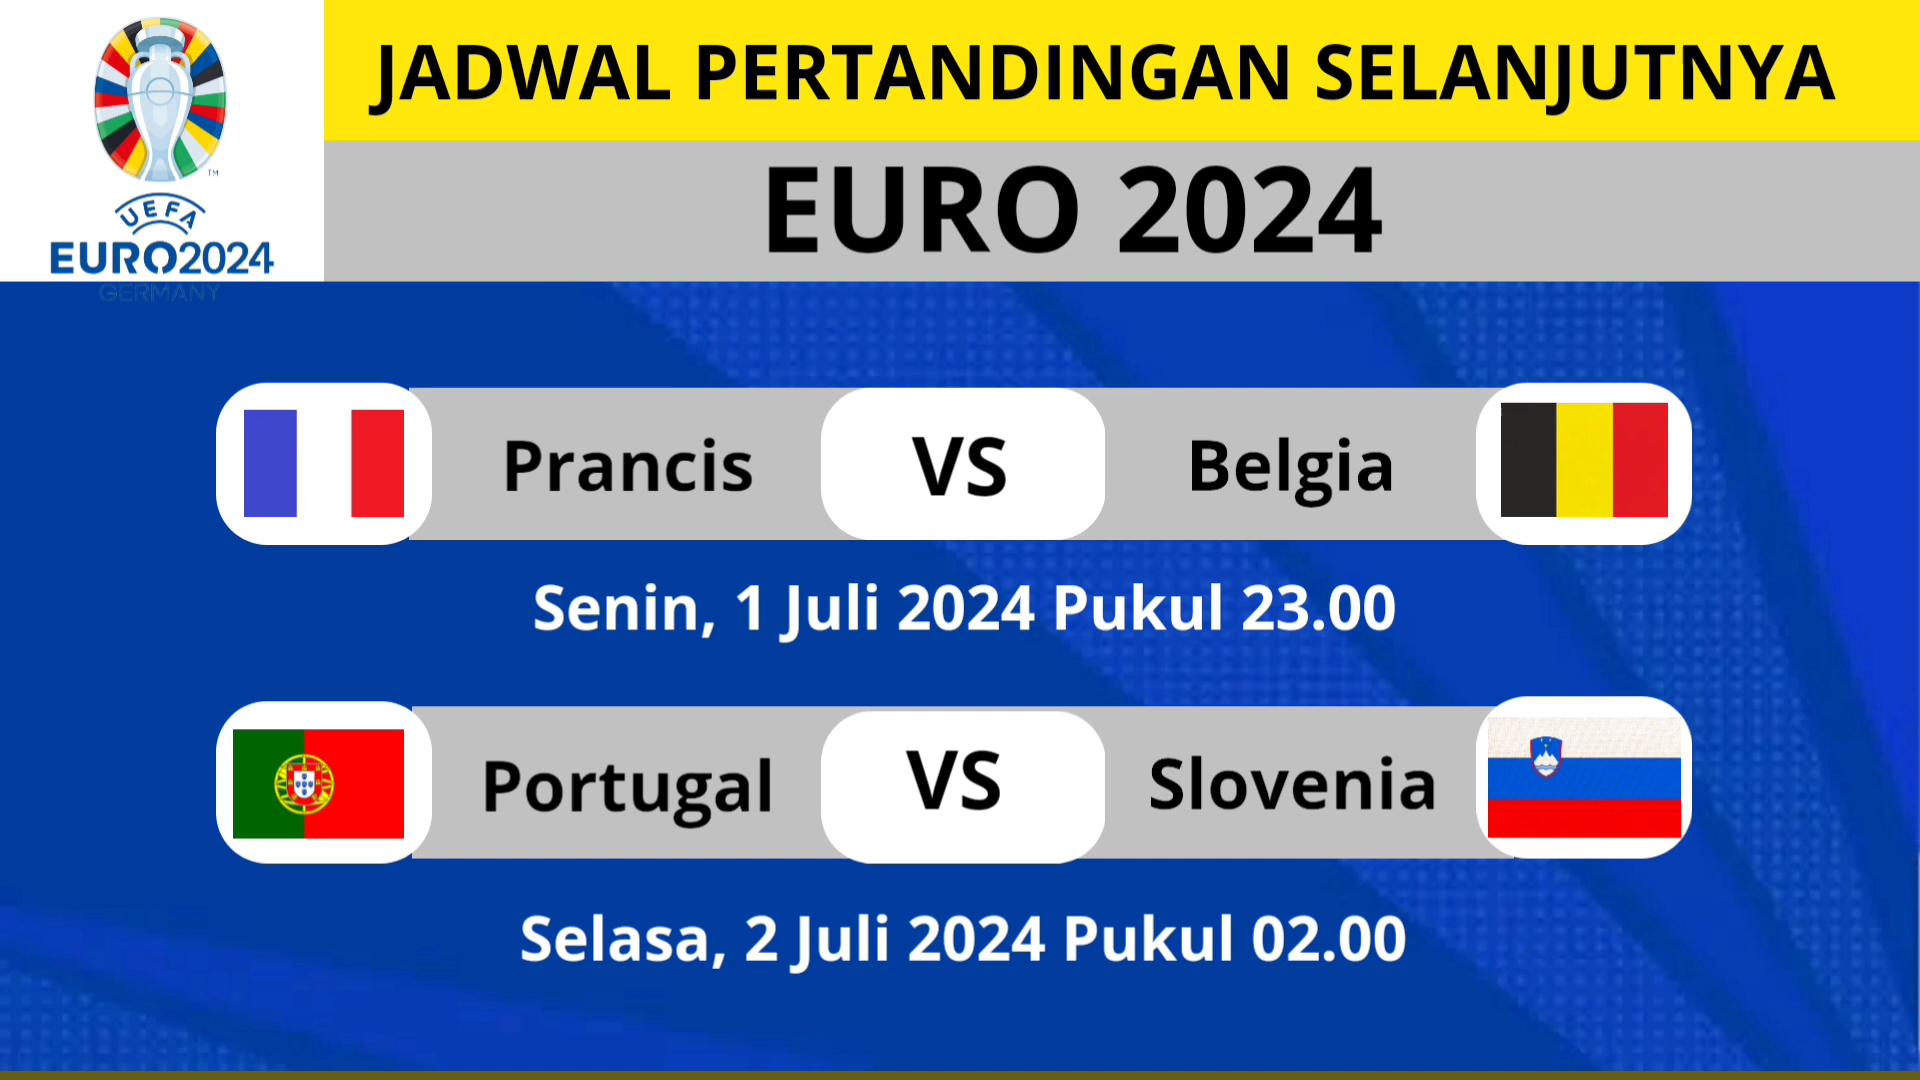 JADWAL PERTANDINGAN SELANJUTNYA
EURO 2024
TM
UEFA
EURO2024
GERMANY
Prancis VS Belgia
Senin, 1 Juli 2024 Pukul 23.00
Portugal VS Slovenia
Selasa, 2 Juli 2024 Pukul 02.00